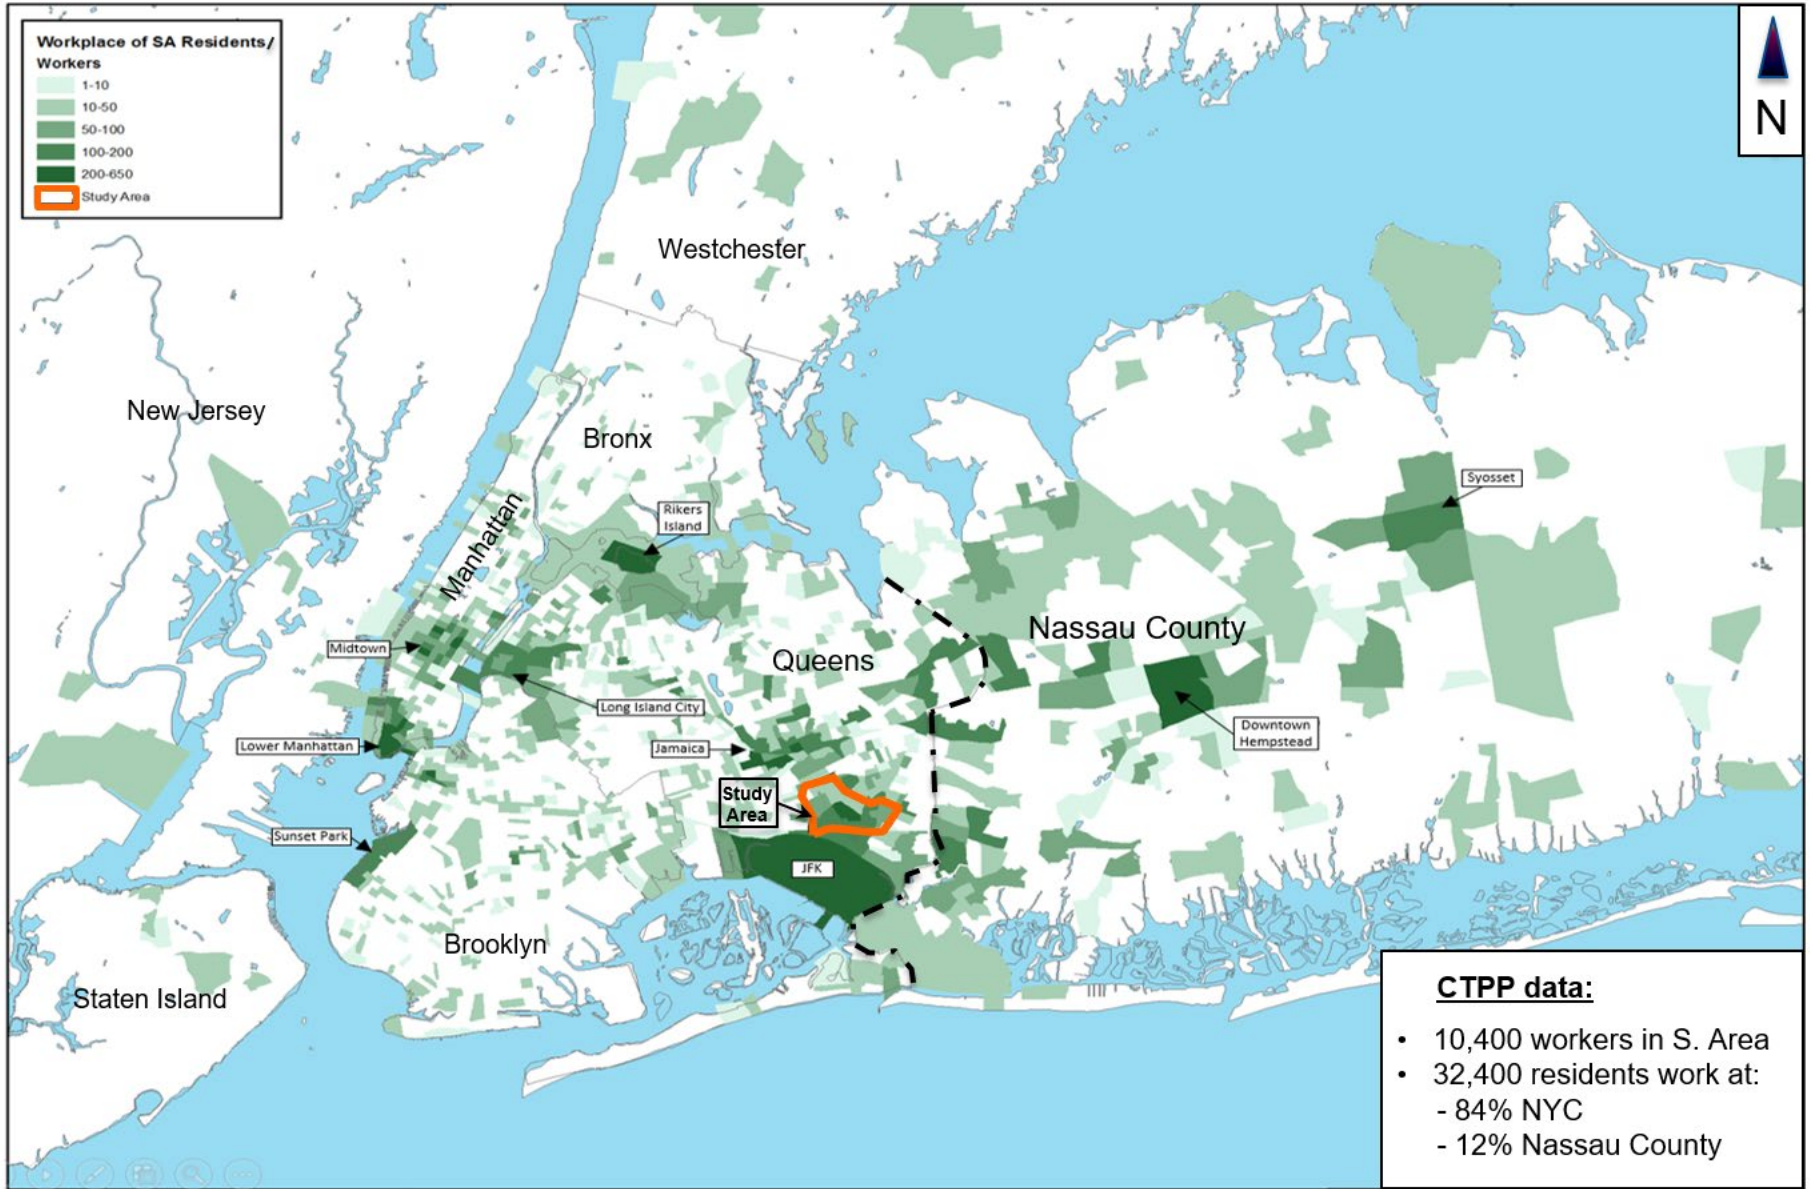 Workplace of SA Residents/
Workers
1-10
10-50
50-100
100-200
200-650
Study Area
N
Westchester
New Jersey
Bronx
Manhattan
Rikers
Island
Syosset
Midtown
Queens
Nassau County
Long Island City
Lower Manhattan
Jamaica
Downtown
Hempstead
Study
Area
Sunset Park
JFK
Brooklyn
Staten Island
CTPP data:
• 10,400 workers in S. Area
• 32,400 residents work at:
- 84% NYC
- 12% Nassau County